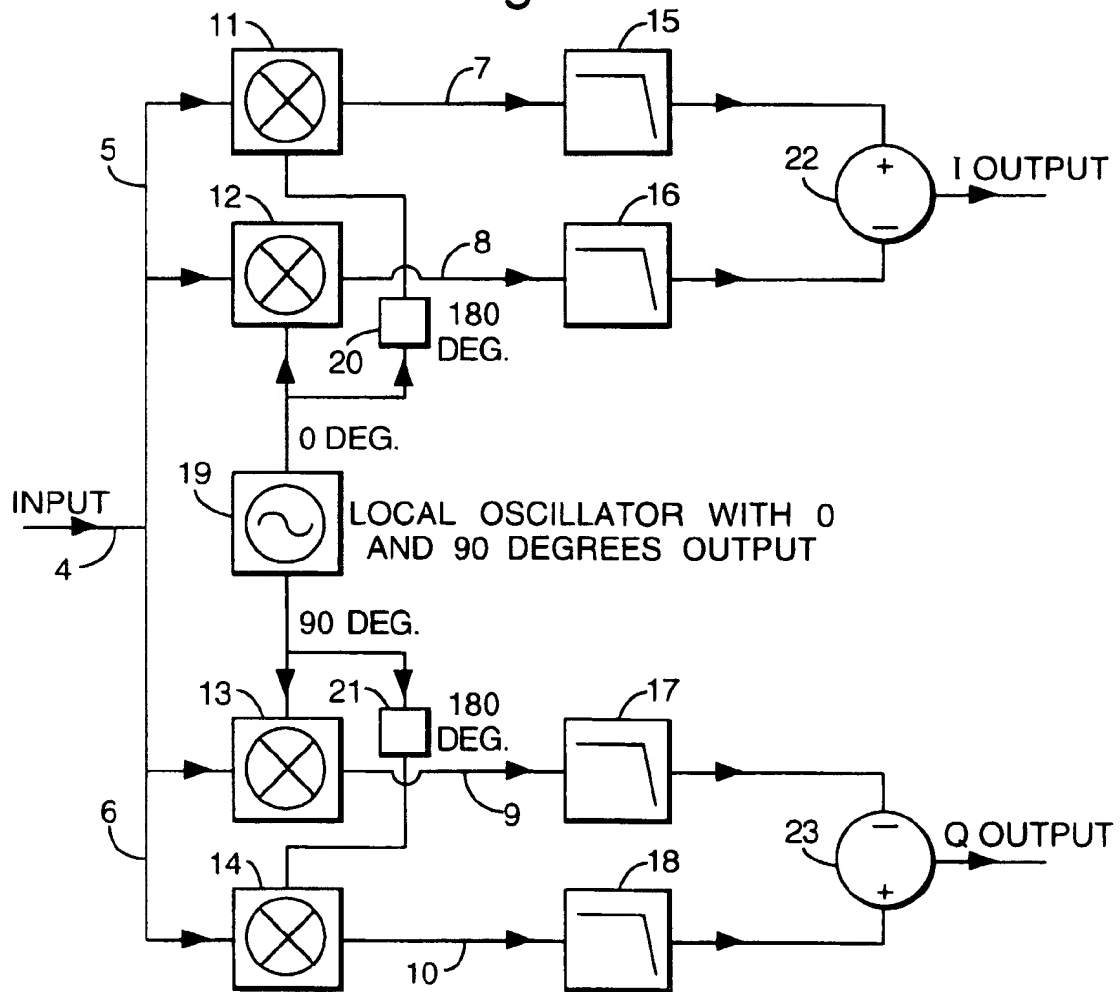 11
15
7
5
I OUTPUT
22
+
−
12
16
8
180
DEG.
20
0 DEG.
19
INPUT
4
LOCAL OSCILLATOR WITH 0
AND 90 DEGREES OUTPUT
90 DEG.
13
21
180
DEG.
17
9
6
23
−
+
Q OUTPUT
14
18
10